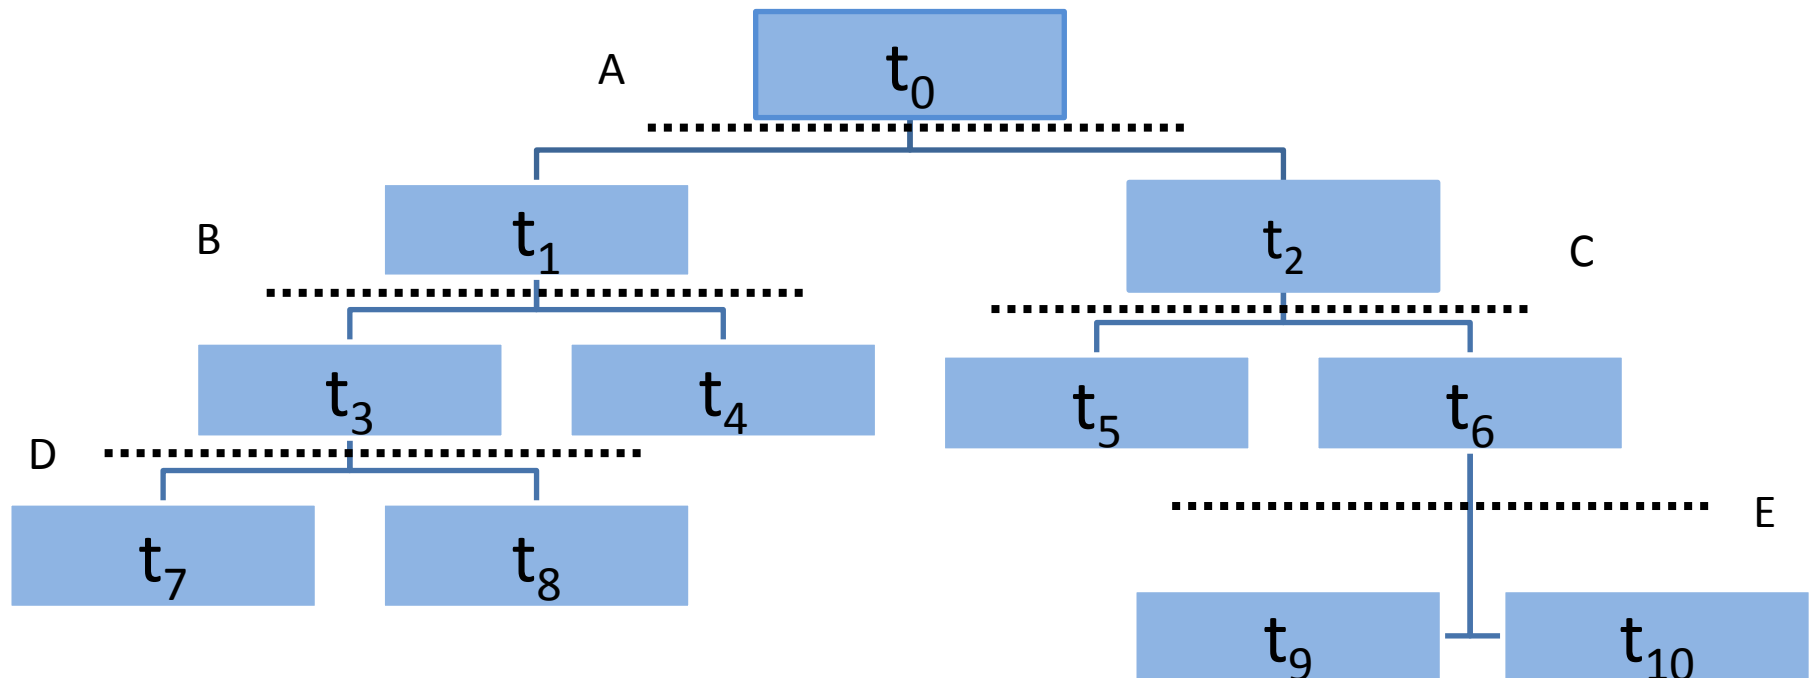 A
t₀
B
t₁
t₂
C
t₃
t₄
t₅
t₆
D
E
t₇
t₈
t₉
t₁₀